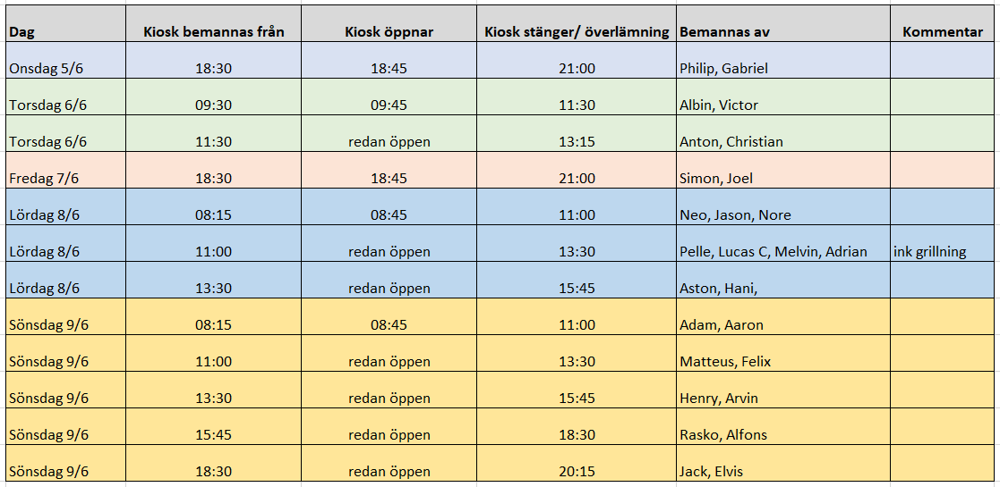 Dag Kiosk bemannas från Kiosk öppnar Kiosk stänger/ överlämning Bemannas av Kommentar
Onsdag 5/6 18:30 18:45 21:00 Philip, Gabriel
Torsdag 6/6 09:30 09:45 11:30 Albin, Victor
Torsdag 6/6 11:30 redan öppen 13:15 Anton, Christian
Fredag 7/6 18:30 18:45 21:00 Simon, Joel
Lördag 8/6 08:15 08:45 11:00 Neo, Jason, Nore
Lördag 8/6 11:00 redan öppen 13:30 Pelle, Lucas C, Melvin, Adrian ink grillning
Lördag 8/6 13:30 redan öppen 15:45 Aston, Hani,
Sönsdag 9/6 08:15 08:45 11:00 Adam, Aaron
Sönsdag 9/6 11:00 redan öppen 13:30 Matteus, Felix
Sönsdag 9/6 13:30 redan öppen 15:45 Henry, Arvin
Sönsdag 9/6 15:45 redan öppen 18:30 Rasko, Alfons
Sönsdag 9/6 18:30 redan öppen 20:15 Jack, Elvis